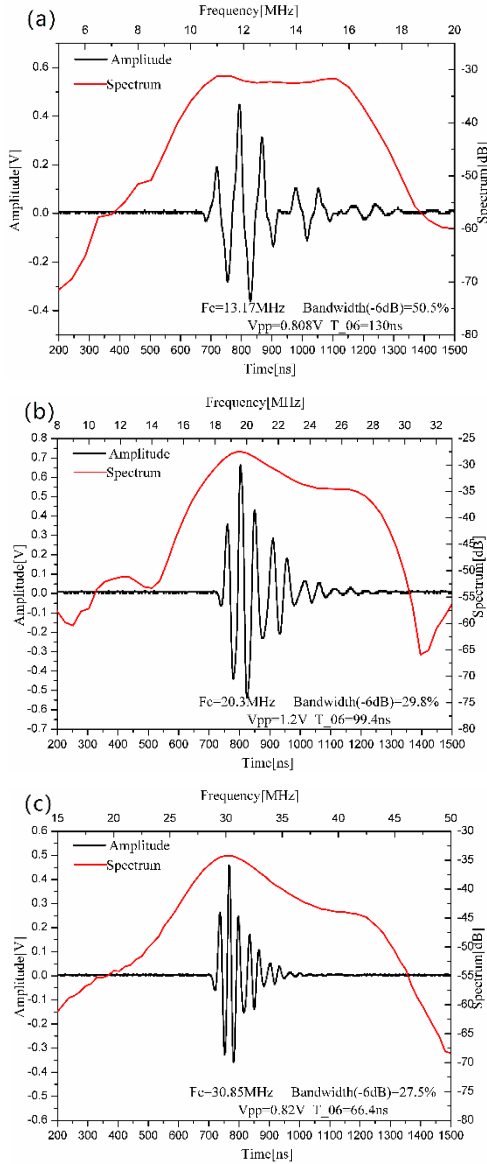 (a)
Frequency[MHz]
6 8 10 12 14 16 18 20
Amplitude
Spectrum
0.6
0.4
0.2
0.0
-0.2
-0.4
Amplitude[V]
-30
-40
-50
-60
-70
-80
Spectrum[dB]
Fc=13.17MHz Bandwidth(-6dB)=50.5%
Vpp=0.808V T_06=130ns
200 300 400 500 600 700 800 900 1000 1100 1200 1300 1400 1500
Time[ns]
(b)
Frequency[MHz]
8 10 12 14 16 18 20 22 24 26 28 30 32
Amplitude
Spectrum
0.8
0.7
0.6
0.5
0.4
0.3
0.2
0.1
0.0
-0.1
-0.2
-0.3
-0.4
-0.5
-0.6
-0.7
Amplitude[V]
-25
-30
-35
-40
-45
-50
-55
-60
-65
-70
-75
-80
Spectrum[dB]
Fc=20.3MHz Bandwidth(-6dB)=29.8%
Vpp=1.2V T_06=99.4ns
200 300 400 500 600 700 800 900 1000 1100 1200 1300 1400 1500
Time[ns]
(c)
Frequency[MHz]
15 20 25 30 35 40 45 50
Amplitude
Spectrum
0.6
0.5
0.4
0.3
0.2
0.1
0.0
-0.1
-0.2
-0.3
-0.4
-0.5
-0.6
Amplitude[V]
-30
-35
-40
-45
-50
-55
-60
-65
-70
-75
-80
Spectrum[dB]
Fc=30.85MHz Bandwidth(-6dB)=27.5%
Vpp=0.82V T_06=66.4ns
200 300 400 500 600 700 800 900 1000 1100 1200 1300 1400 1500
Time[ns]